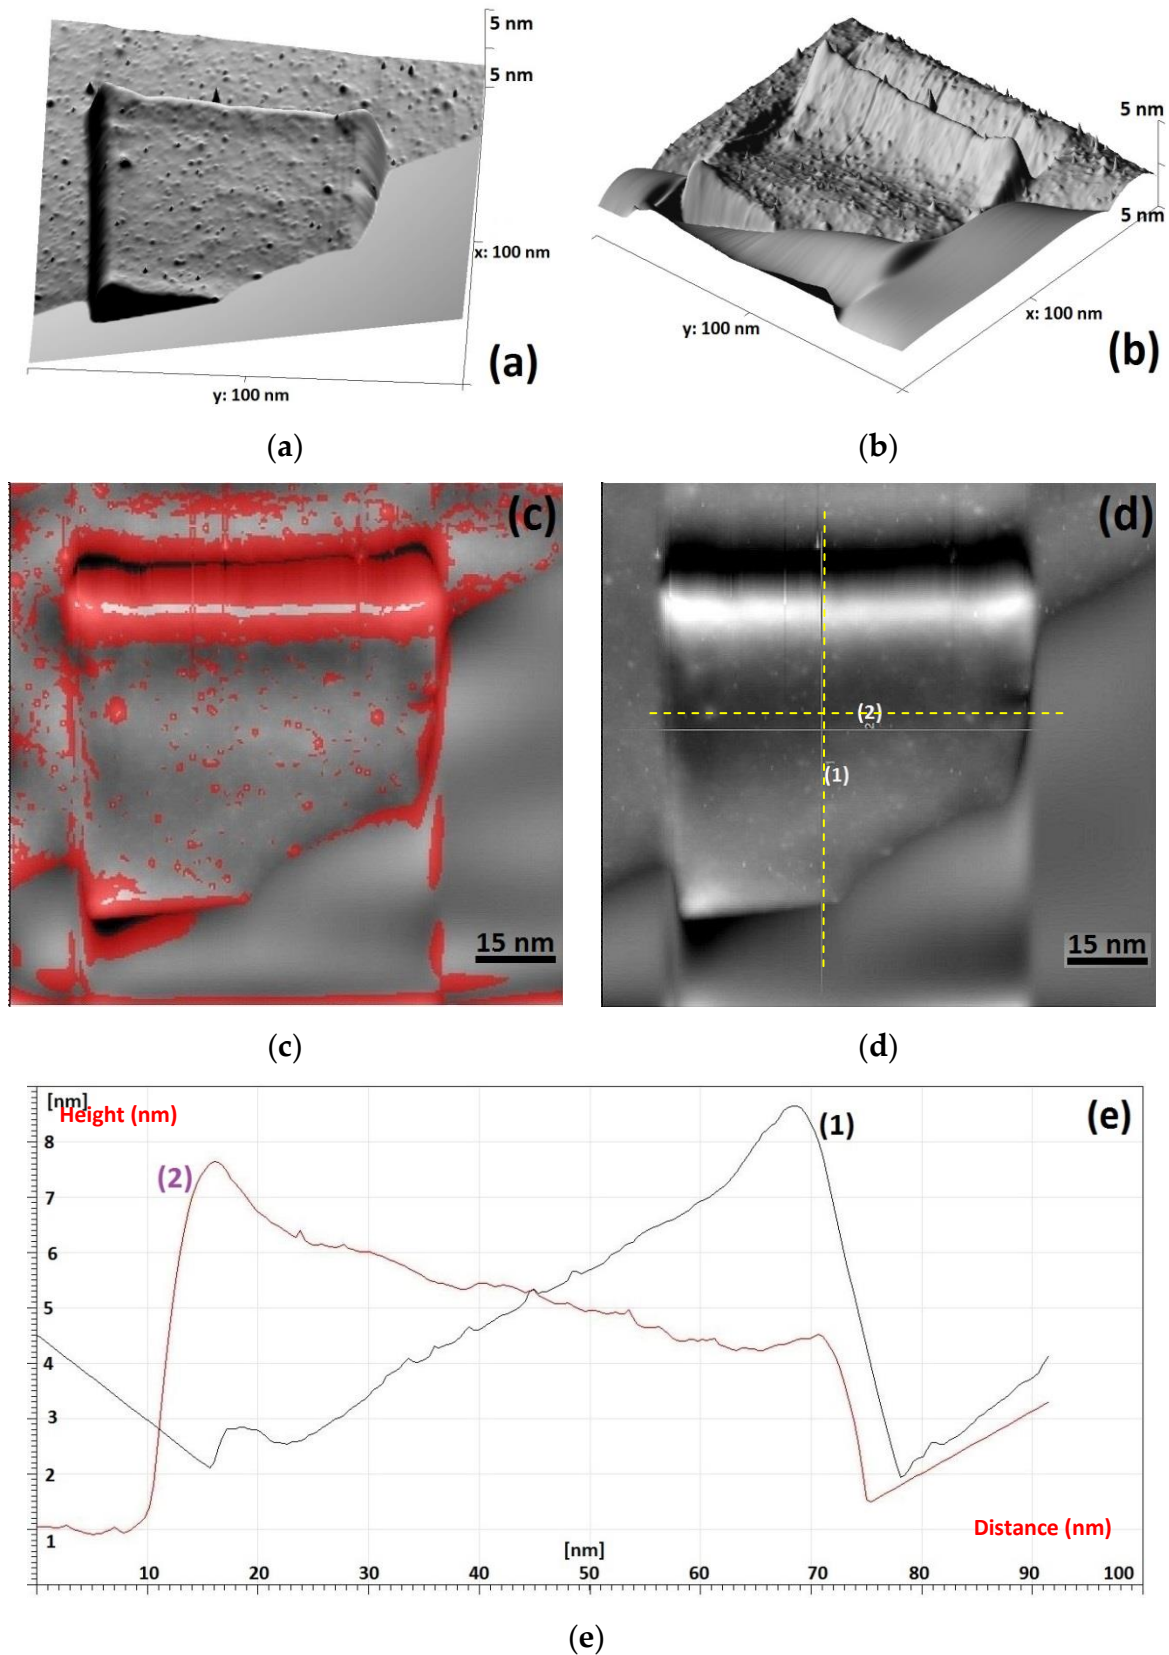 5 nm
5 nm
x: 100 nm
y: 100 nm
(a)
5 nm
5 nm
x: 100 nm
y: 100 nm
(b)
(a)
(b)
(c)
15 nm
(d)
(2)
2
(1)
1
15 nm
(c)
(d)
[nm]
Height (nm)
(e)
(1)
(2)
8
7
6
5
4
3
2
1
Distance (nm)
[nm]
10 20 30 40 50 60 70 80 90 100
(e)